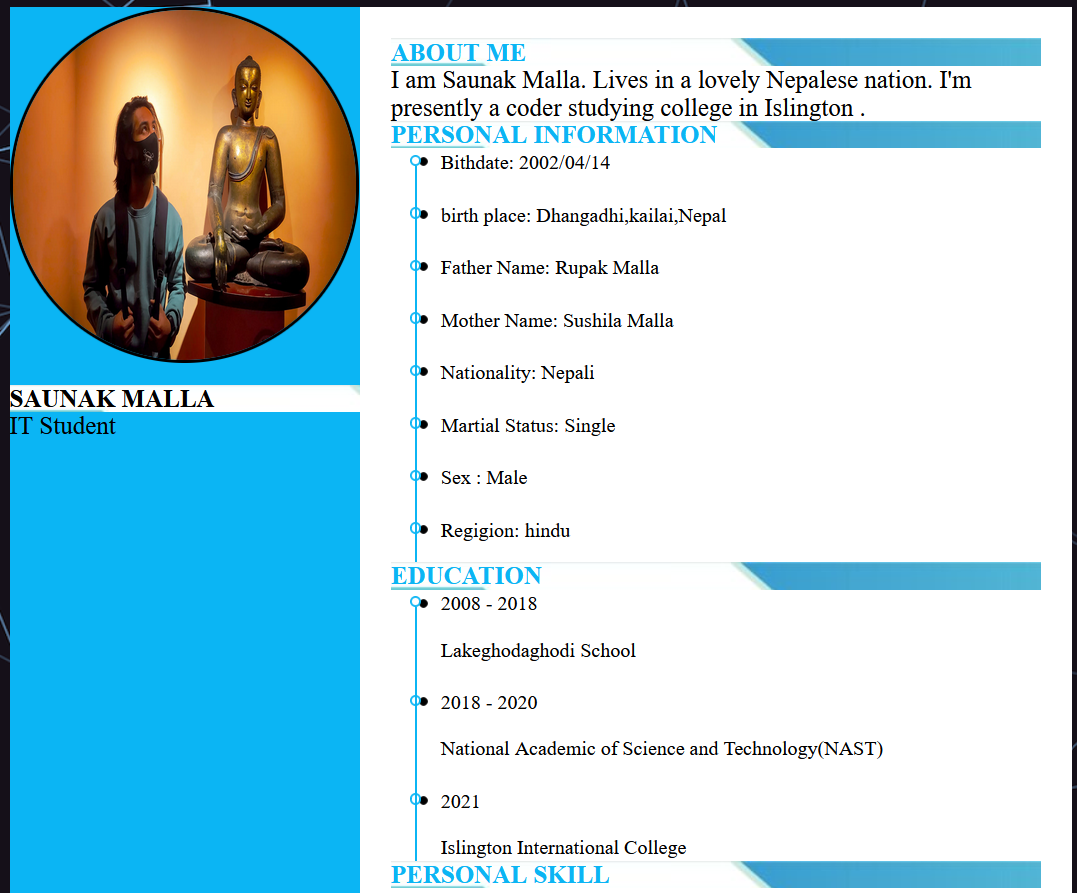 SAUNAK MALLA
IT Student
ABOUT ME
I am Saunak Malla. Lives in a lovely Nepalese nation. I'm
presently a coder studying college in Islington .
PERSONAL INFORMATION
Bithdate: 2002/04/14
birth place: Dhangadhi,kailai,Nepal
Father Name: Rupak Malla
Mother Name: Sushila Malla
Nationality: Nepali
Martial Status: Single
Sex : Male
Regigion: hindu
EDUCATION
2008 - 2018
Lakeghodaghodi School
2018 - 2020
National Academic of Science and Technology(NAST)
2021
Islington International College
PERSONAL SKILL